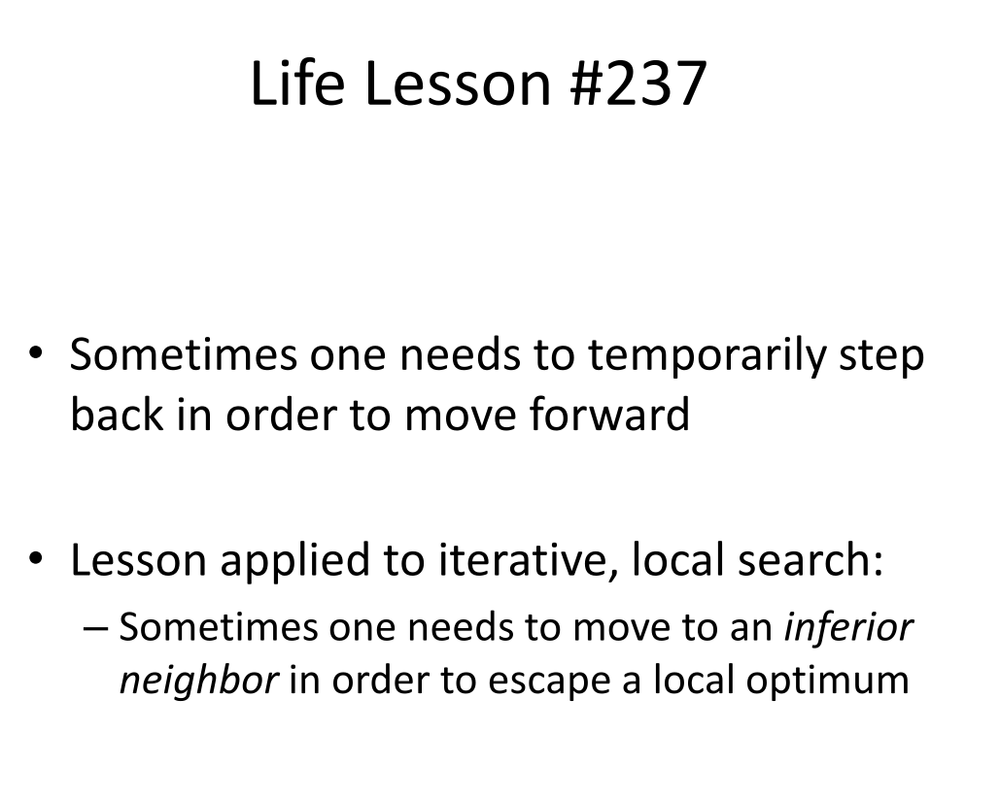 Life Lesson #237
• Sometimes one needs to temporarily step
back in order to move forward
• Lesson applied to iterative, local search:
– Sometimes one needs to move to an inferior
neighbor in order to escape a local optimum